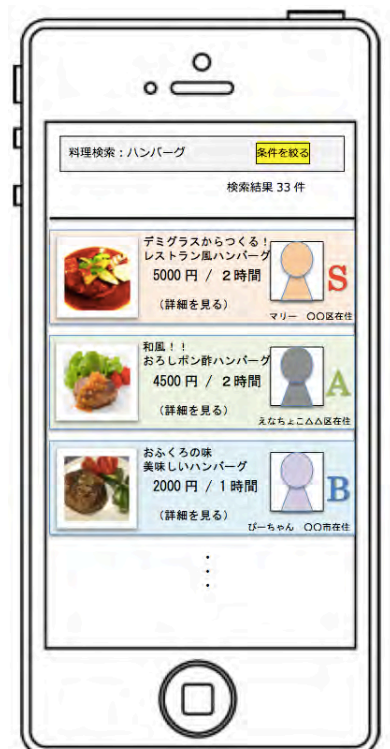 料理検索：ハンバーグ
条件を絞る
検索結果 33 件
デミグラスからつくる！
レストラン風ハンバーグ
5000 円 / ２時間
（詳細を見る）
S
マリー　〇〇区在住
和風！！
おろしポン酢ハンバーグ
4500 円 / ２時間
（詳細を見る）
A
えなちょこ△△区在住
おふくろの味
美味しいハンバーグ
2000 円 / １時間
（詳細を見る）
B
ぴーちゃん　〇〇市在住